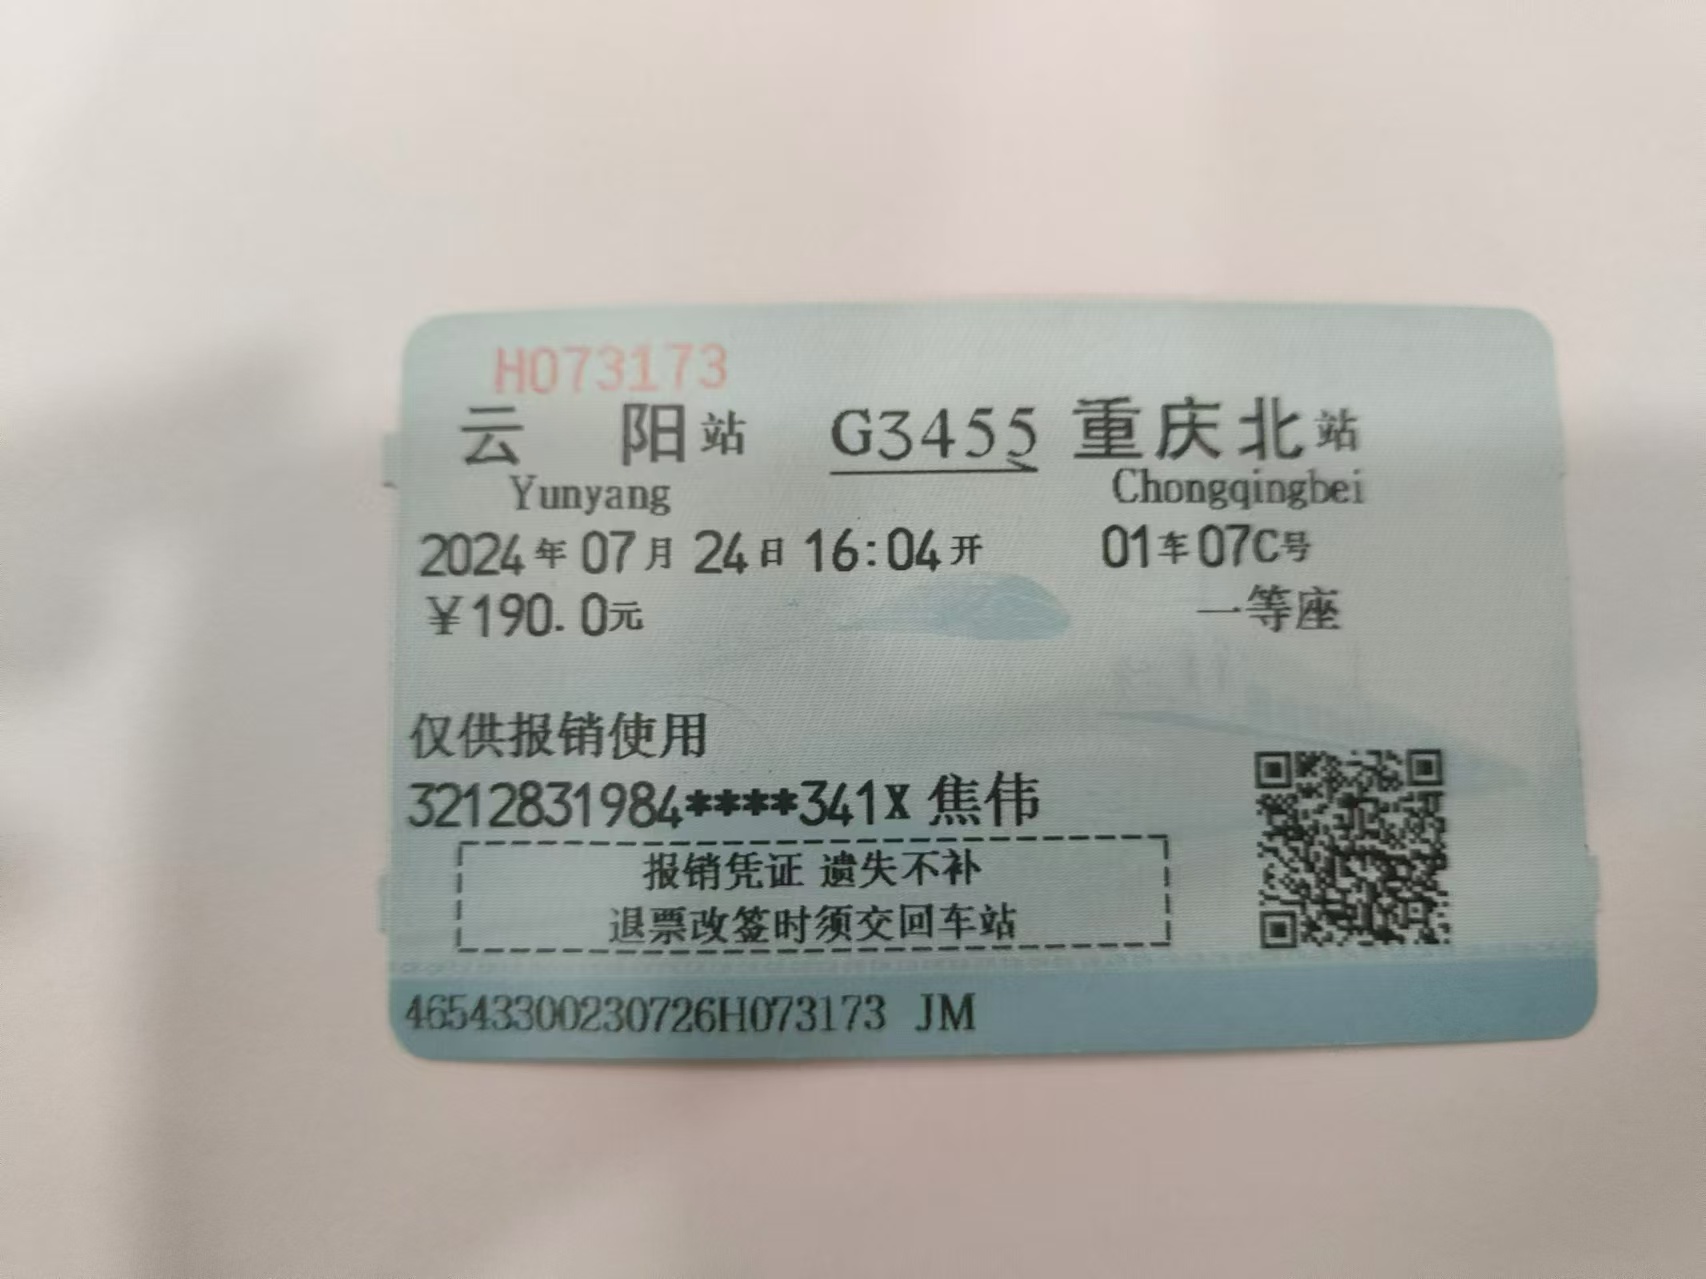 H073173
云 阳站 G3455 重庆北站
Yunyang Chongqingbei
2024年07月24日16:04开 01车07C号
￥190.0元 一等座
仅供报销使用
3212831984****341X 焦伟
报销凭证 遗失不补
退票改签时须交回车站
46543300230726H073173 JM